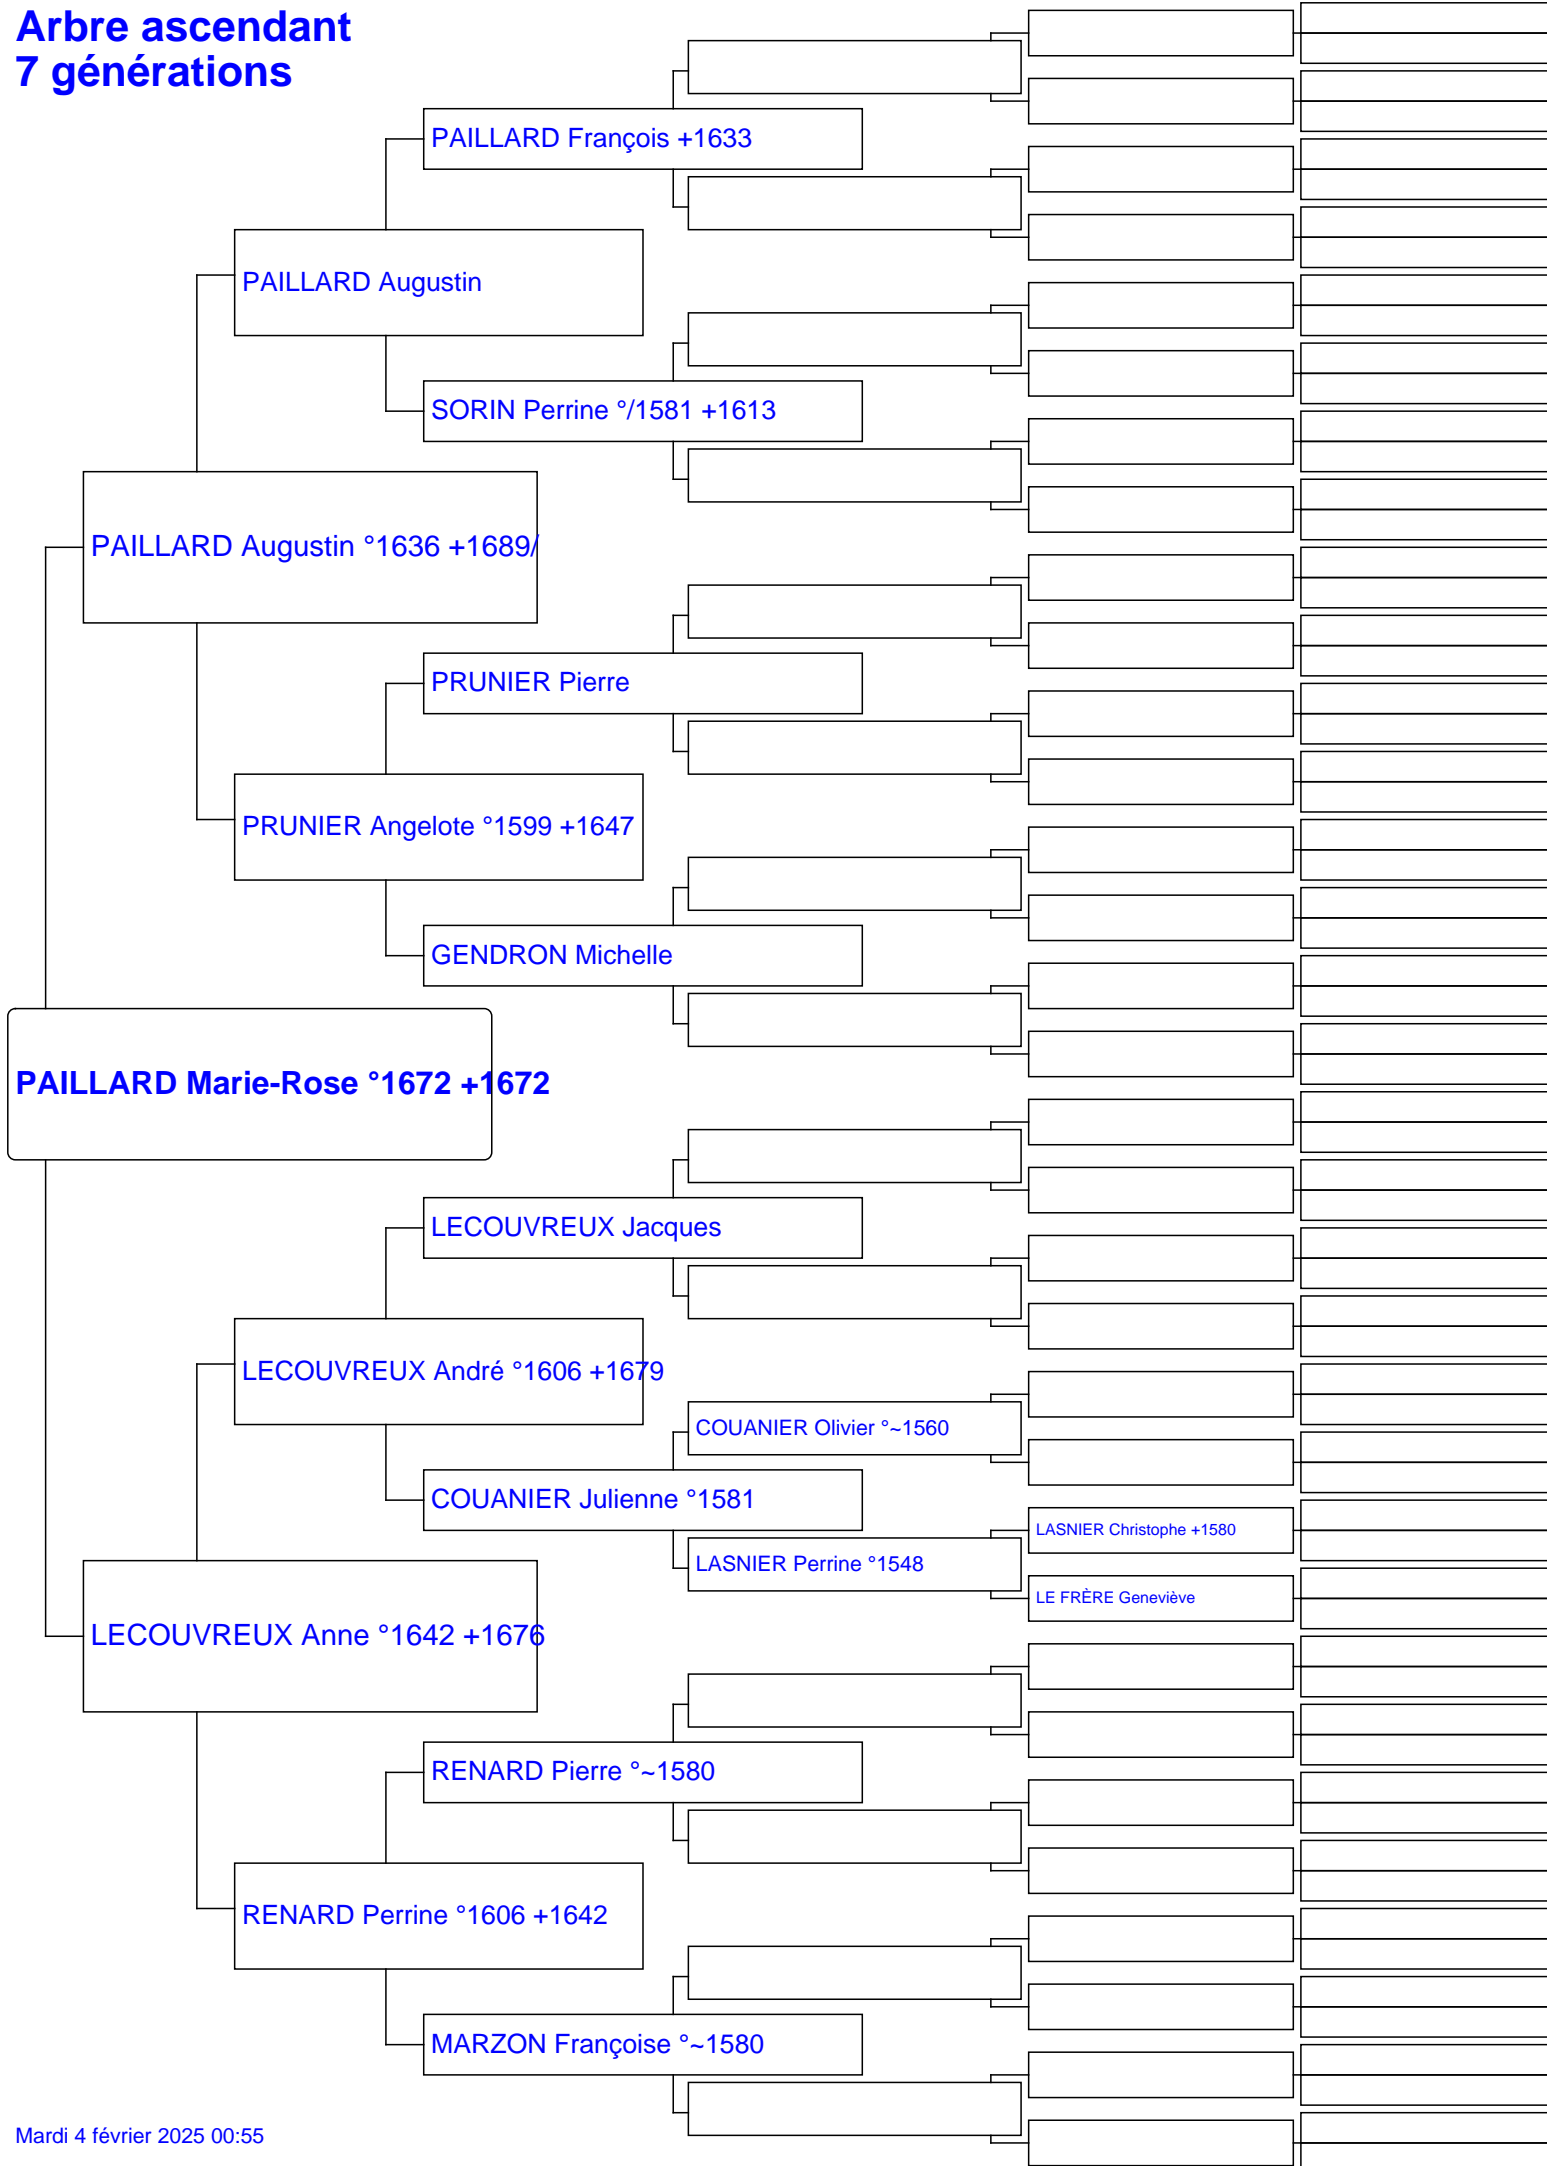 Arbre ascendant
7 générations
PAILLARD François +1633
PAILLARD Augustin
SORIN Perrine °/1581 +1613
PAILLARD Augustin °1636 +1689/
PRUNIER Pierre
PRUNIER Angelote °1599 +1647
GENDRON Michelle
PAILLARD Marie-Rose °1672 +1672
LECOUVREUX Jacques
LECOUVREUX André °1606 +1679
COUANIER Olivier °~1560
COUANIER Julienne °1581
LASNIER Christophe +1580
LASNIER Perrine °1548
LE FRÈRE Geneviève
LECOUVREUX Anne °1642 +1676
RENARD Pierre °~1580
RENARD Perrine °1606 +1642
MARZON Françoise °~1580
Mardi 4 février 2025 00:55